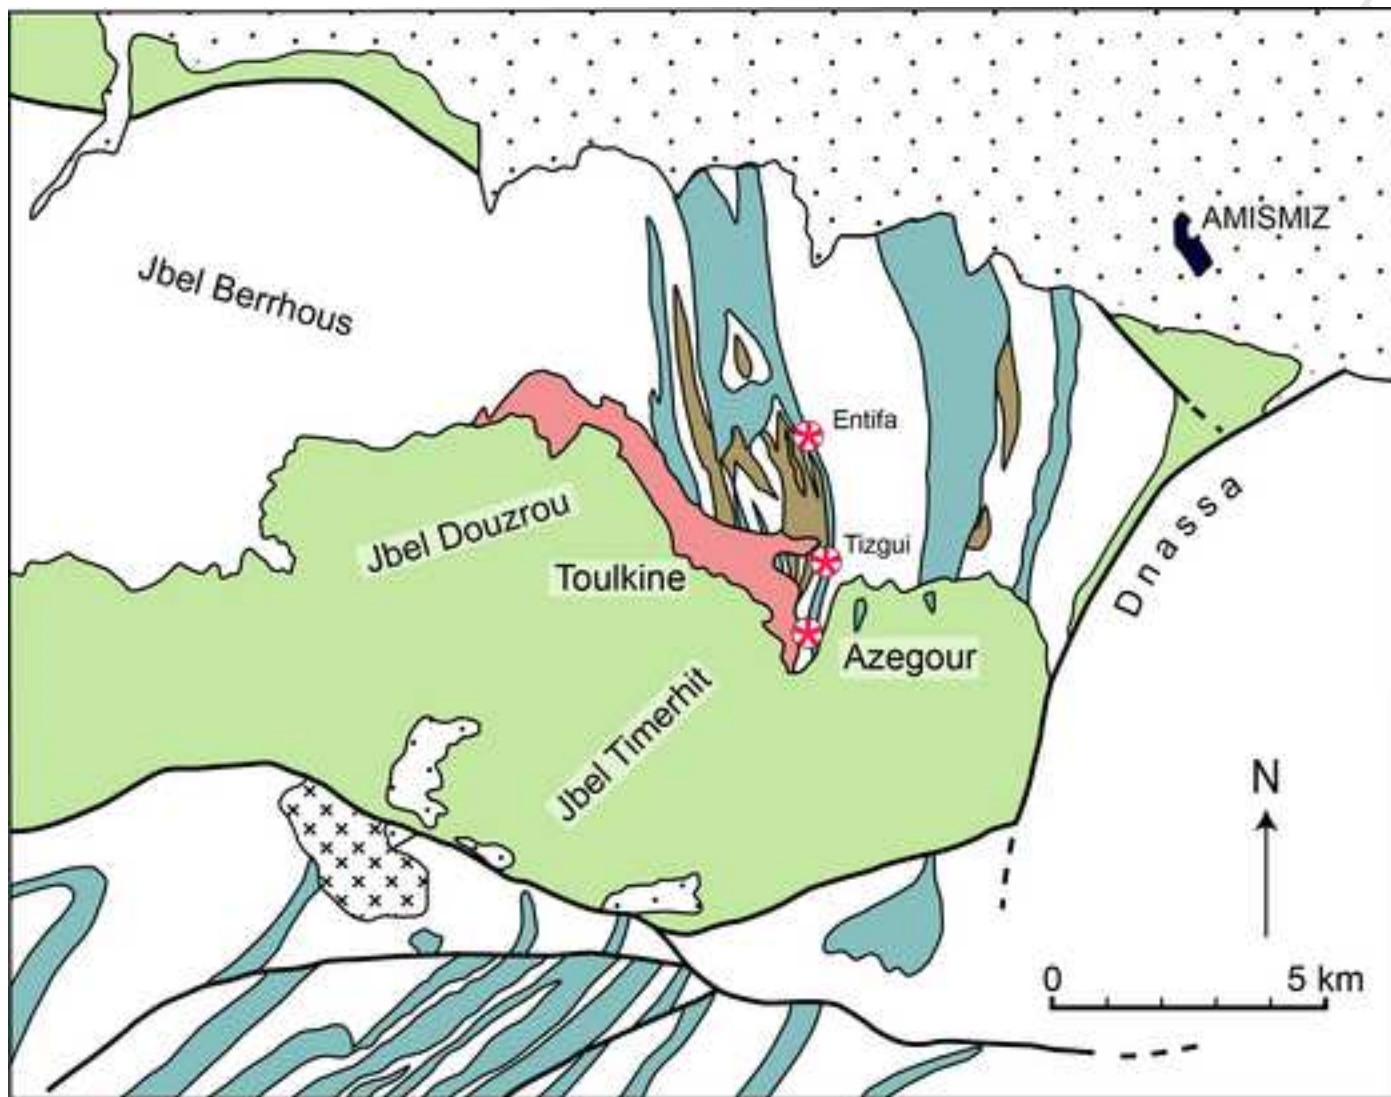 AMISMIZ
Jbel Berrhous
Entifa
Jbel Douzrou
Tizgui
Toulkine
Dnassa
Azegour
Jbel Timerhit
N
0 5 km